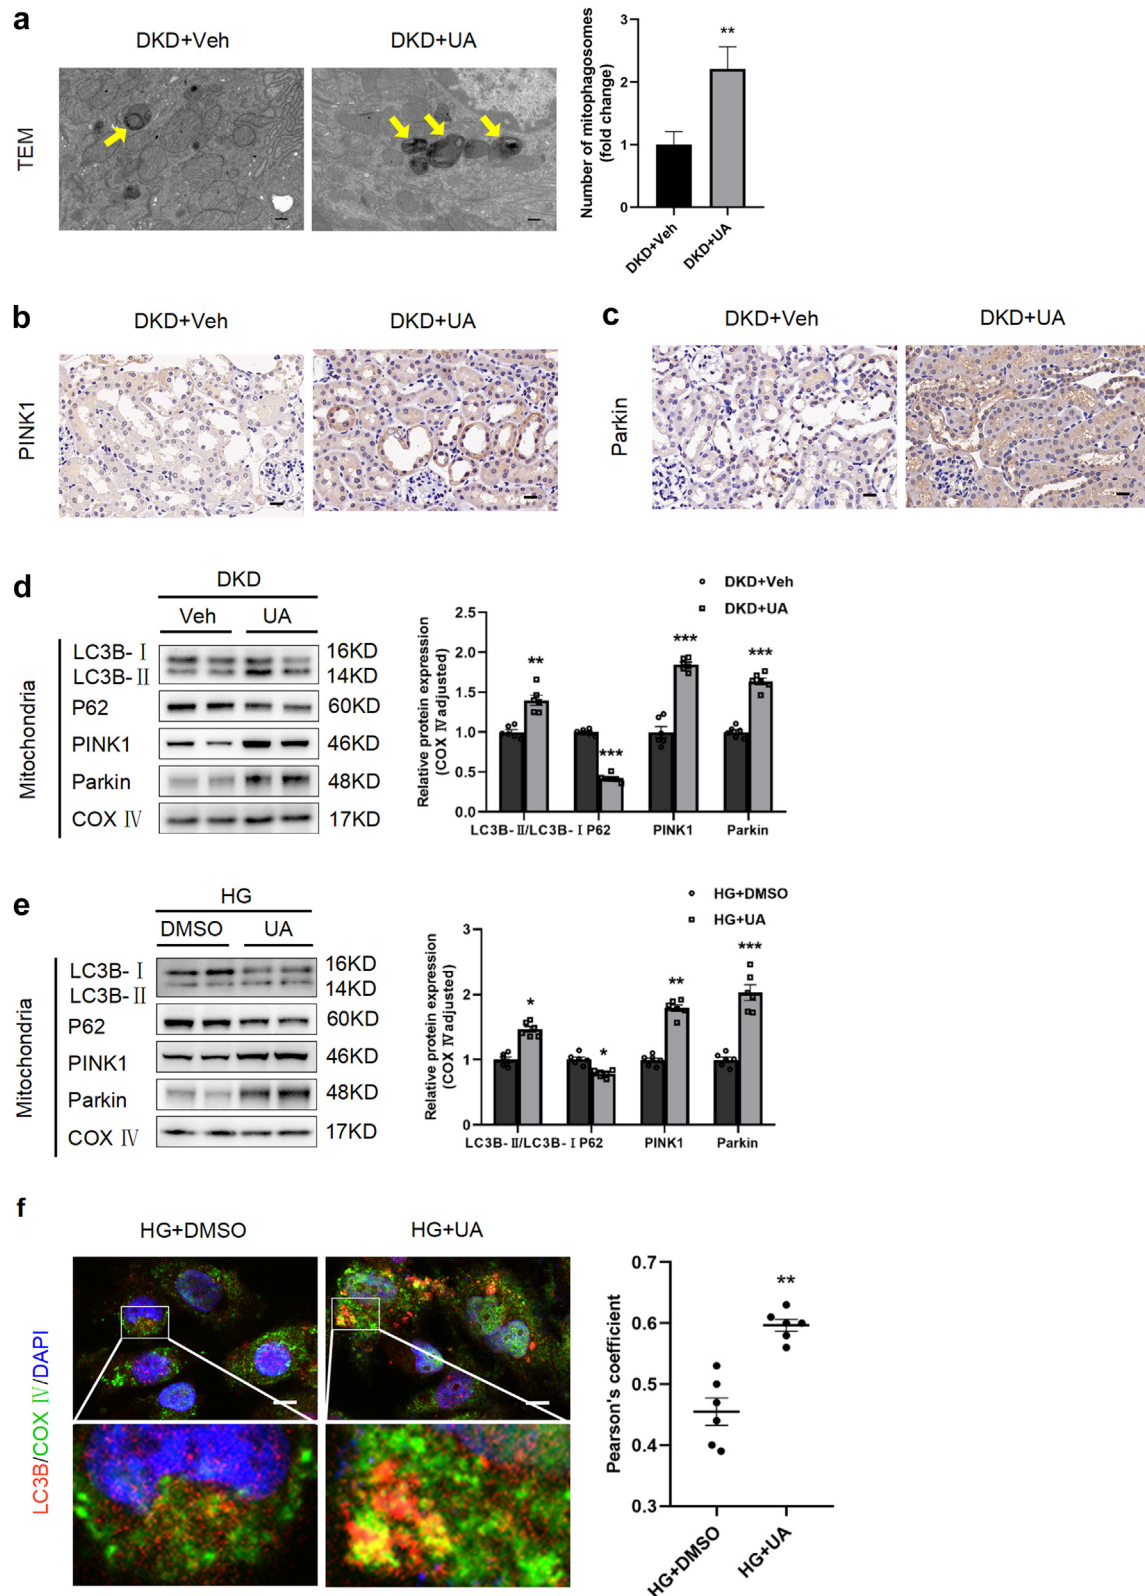 a
DKD+Veh
DKD+UA
TEM
Number of mitophagosomes
(fold change)
3
2
1
0
**
DKD+Veh
DKD+UA
b
DKD+Veh
DKD+UA
PINK1
c
DKD+Veh
DKD+UA
Parkin
d
DKD
Veh
UA
Mitochondria
LC3B-Ⅰ
16KD
LC3B-Ⅱ
14KD
P62
60KD
PINK1
46KD
Parkin
48KD
COX Ⅳ
17KD
DKD+Veh
DKD+UA
Relative protein expression
(COX Ⅳ adjusted)
2.5
2.0
1.5
1.0
0.5
0.0
**
***
***
***
LC3B-Ⅱ/LC3B-Ⅰ P62
PINK1
Parkin
e
HG
DMSO
UA
Mitochondria
LC3B-Ⅰ
16KD
LC3B-Ⅱ
14KD
P62
60KD
PINK1
46KD
Parkin
48KD
COX Ⅳ
17KD
HG+DMSO
HG+UA
Relative protein expression
(COX Ⅳ adjusted)
3
2
1
0
*
*
**
***
LC3B-Ⅱ/LC3B-Ⅰ P62
PINK1
Parkin
f
HG+DMSO
HG+UA
LC3B/COX Ⅳ/DAPI
Pearson's coefficient
0.7
0.6
0.5
0.4
0.3
**
HG+DMSO
HG+UA